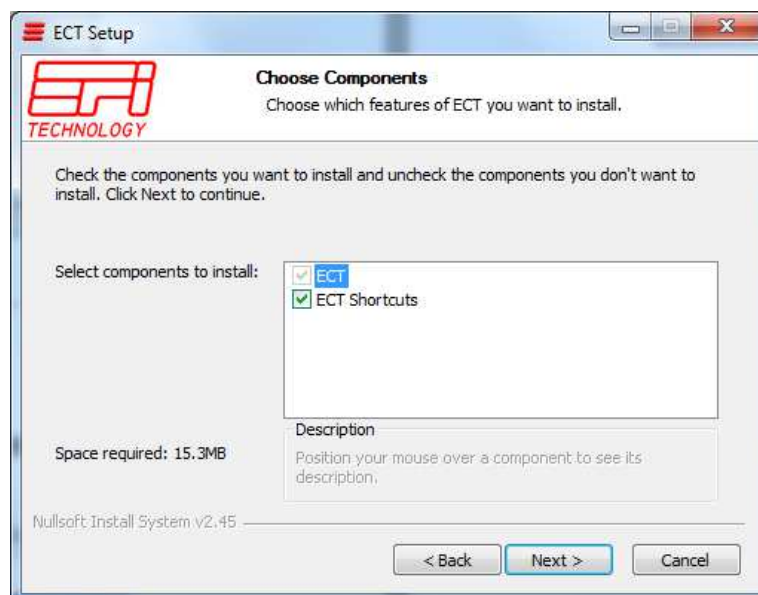 ECT Setup
EFI
TECHNOLOGY
Choose Components
Choose which features of ECT you want to install.
Check the components you want to install and uncheck the components you don't want to
install. Click Next to continue.
Select components to install:
ECT
ECT Shortcuts
Space required: 15.3MB
Description
Position your mouse over a component to see its
description.
Nullsoft Install System v2.45
< Back
Next >
Cancel